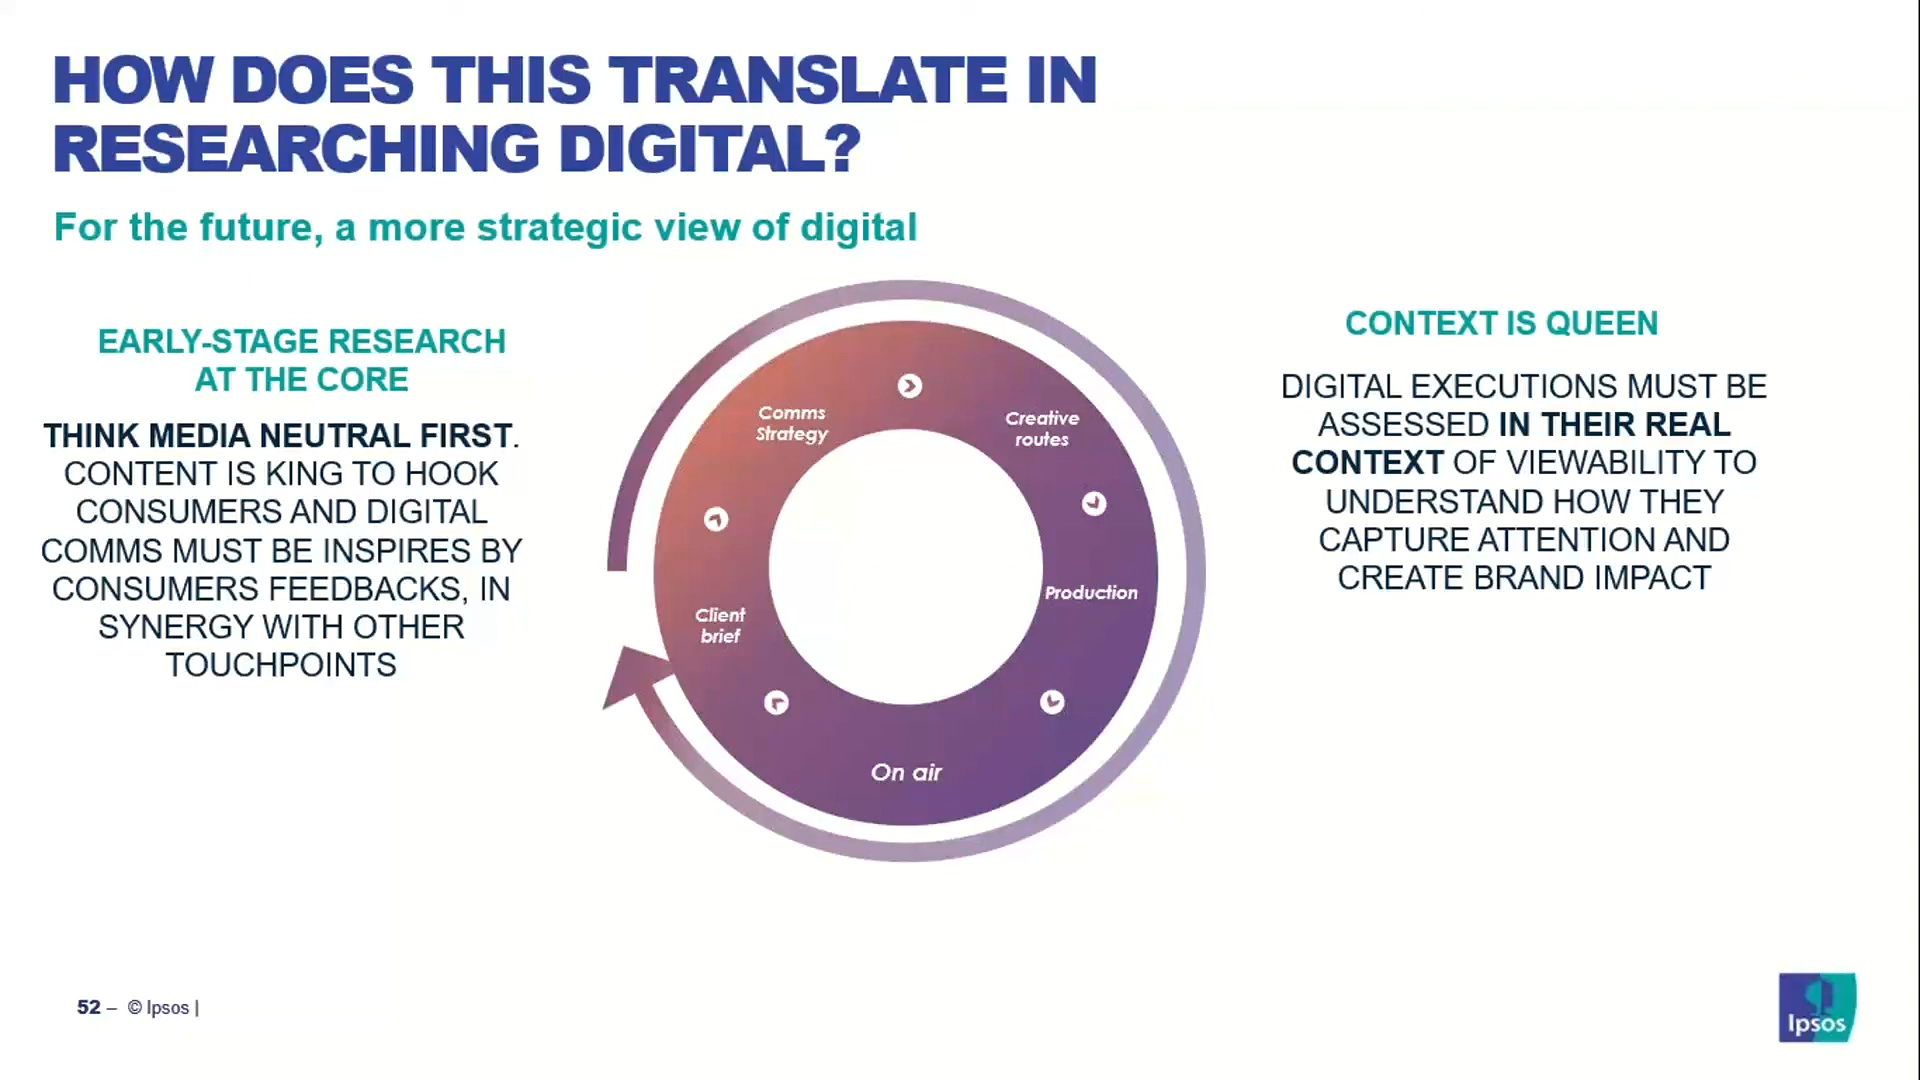 HOW DOES THIS TRANSLATE IN
RESEARCHING DIGITAL?
For the future, a more strategic view of digital
EARLY-STAGE RESEARCH
AT THE CORE
THINK MEDIA NEUTRAL FIRST.
CONTENT IS KING TO HOOK
CONSUMERS AND DIGITAL
COMMS MUST BE INSPIRES BY
CONSUMERS FEEDBACKS, IN
SYNERGY WITH OTHER
TOUCHPOINTS
Comms
Strategy
Creative
routes
Production
On air
Client
brief
CONTEXT IS QUEEN
DIGITAL EXECUTIONS MUST BE
ASSESSED IN THEIR REAL
CONTEXT OF VIEWABILITY TO
UNDERSTAND HOW THEY
CAPTURE ATTENTION AND
CREATE BRAND IMPACT
52 – © Ipsos |
Ipsos